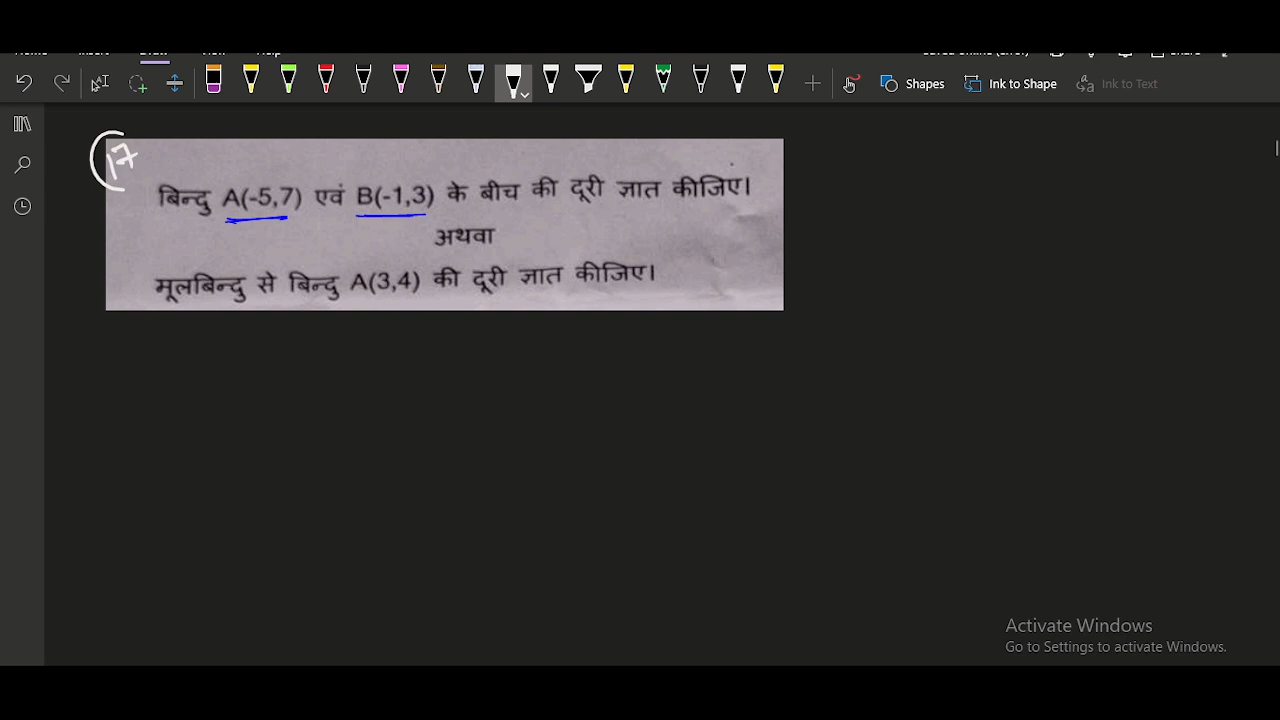 Shapes
Ink to Shape
Ink to Text
17
बिन्दु A(-5,7) एवं B(-1,3) के बीच की दूरी ज्ञात कीजिए।
अथवा
मूलबिन्दु से बिन्दु A(3,4) की दूरी ज्ञात कीजिए।
Activate Windows
Go to Settings to activate Windows.